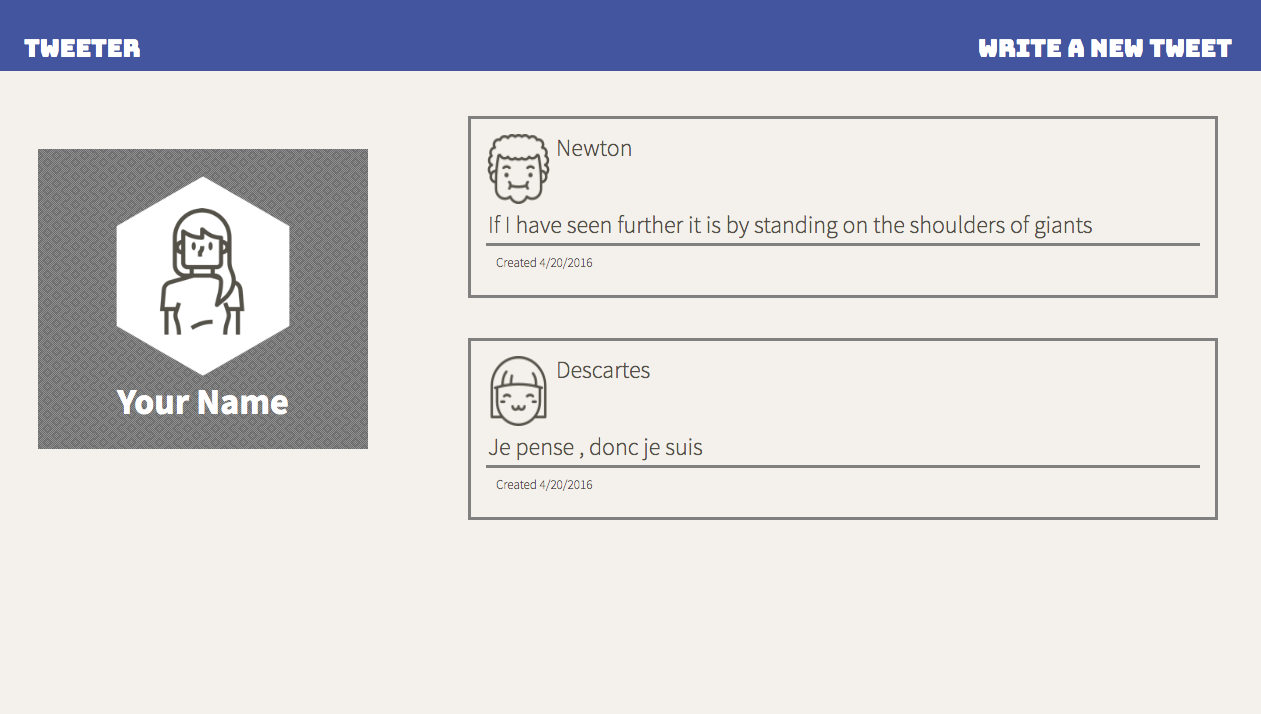 TWEETER
WRITE A NEW TWEET
Your Name
Newton
If I have seen further it is by standing on the shoulders of giants
Created 4/20/2016
Descartes
Je pense , donc je suis
Created 4/20/2016